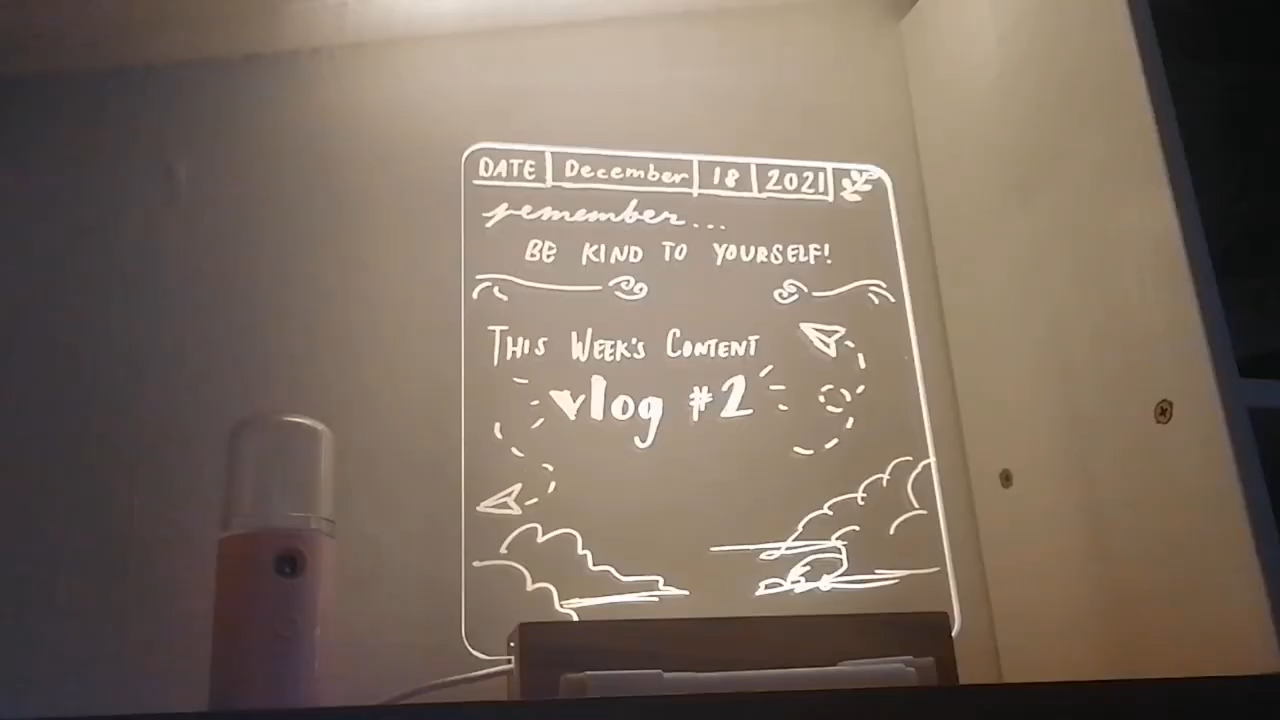 DATE December 18 2021
remember...
BE KIND TO YOURSELF!
THIS WEEK'S CONTENT
vlog #2